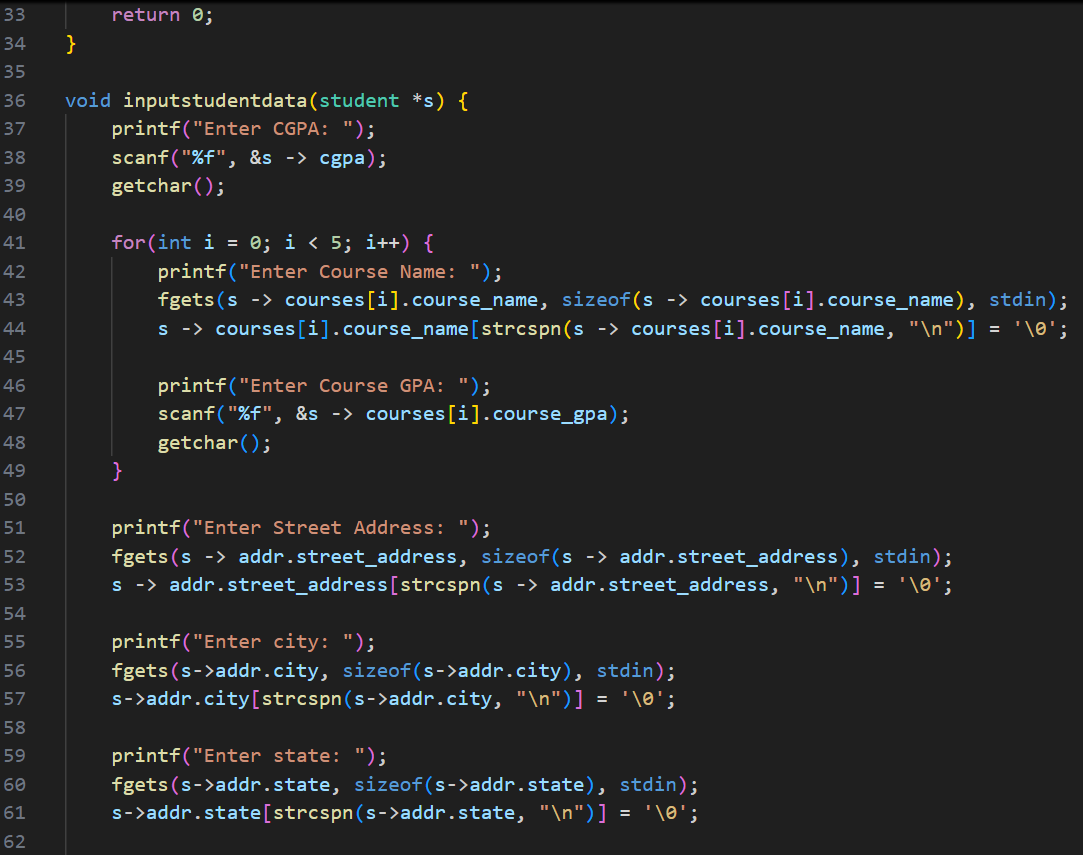 33 return 0;
34 }
35
36 void inputstudentdata(student *s) {
37 printf("Enter CGPA: ");
38 scanf("%f", &s -> cgpa);
39 getchar();
40
41 for(int i = 0; i < 5; i++) {
42 printf("Enter Course Name: ");
43 fgets(s -> courses[i].course_name, sizeof(s -> courses[i].course_name), stdin);
44 s -> courses[i].course_name[strcspn(s -> courses[i].course_name, "\n")] = '\0';
45
46 printf("Enter Course GPA: ");
47 scanf("%f", &s -> courses[i].course_gpa);
48 getchar();
49 }
50
51 printf("Enter Street Address: ");
52 fgets(s -> addr.street_address, sizeof(s -> addr.street_address), stdin);
53 s -> addr.street_address[strcspn(s -> addr.street_address, "\n")] = '\0';
54
55 printf("Enter city: ");
56 fgets(s->addr.city, sizeof(s->addr.city), stdin);
57 s->addr.city[strcspn(s->addr.city, "\n")] = '\0';
58
59 printf("Enter state: ");
60 fgets(s->addr.state, sizeof(s->addr.state), stdin);
61 s->addr.state[strcspn(s->addr.state, "\n")] = '\0';
62